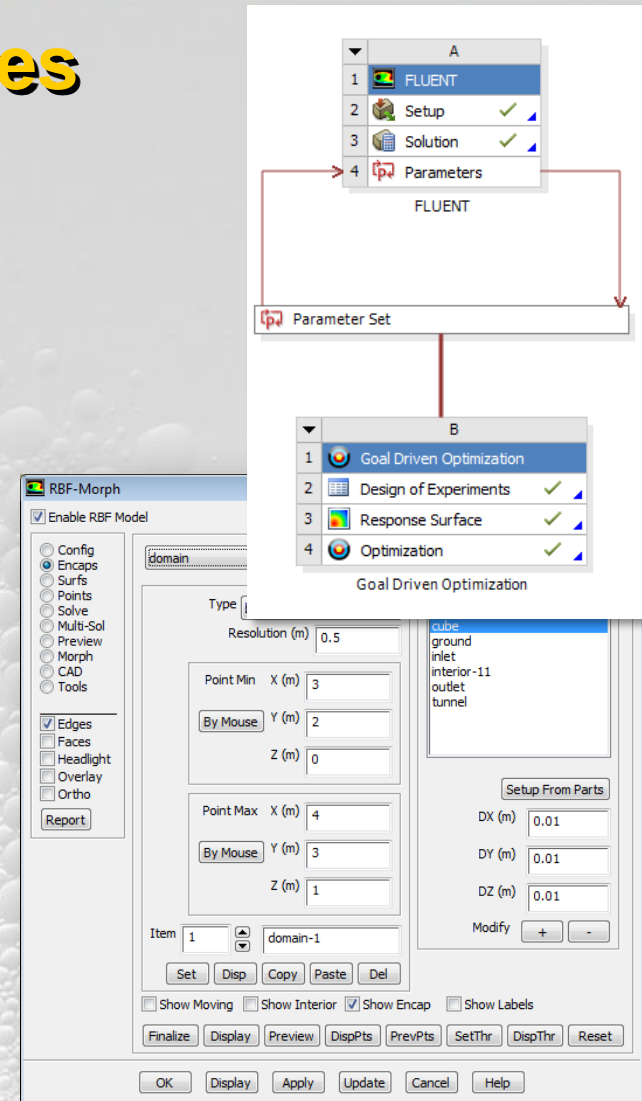 es
A
1 FLUENT
2 Setup
3 Solution
4 Parameters
FLUENT
Parameter Set
B
1 Goal Driven Optimization
2 Design of Experiments
3 Response Surface
4 Optimization
Goal Driven Optimization
RBF-Morph
Enable RBF Model
Config
Encaps
Surfs
Points
Solve
Multi-Sol
Preview
Morph
CAD
Tools
Edges
Faces
Headlight
Overlay
Ortho
Report
domain
Type
Resolution (m) 0.5
Point Min X (m) 3
By Mouse Y (m) 2
Z (m) 0
Point Max X (m) 4
By Mouse Y (m) 3
Z (m) 1
Item 1 domain-1
Set Disp Copy Paste Del
cube
ground
inlet
interior-11
outlet
tunnel
Setup From Parts
DX (m) 0.01
DY (m) 0.01
DZ (m) 0.01
Modify + -
Show Moving Show Interior Show Encap Show Labels
Finalize Display Preview DispPts PrevPts SetThr DispThr Reset
OK Display Apply Update Cancel Help